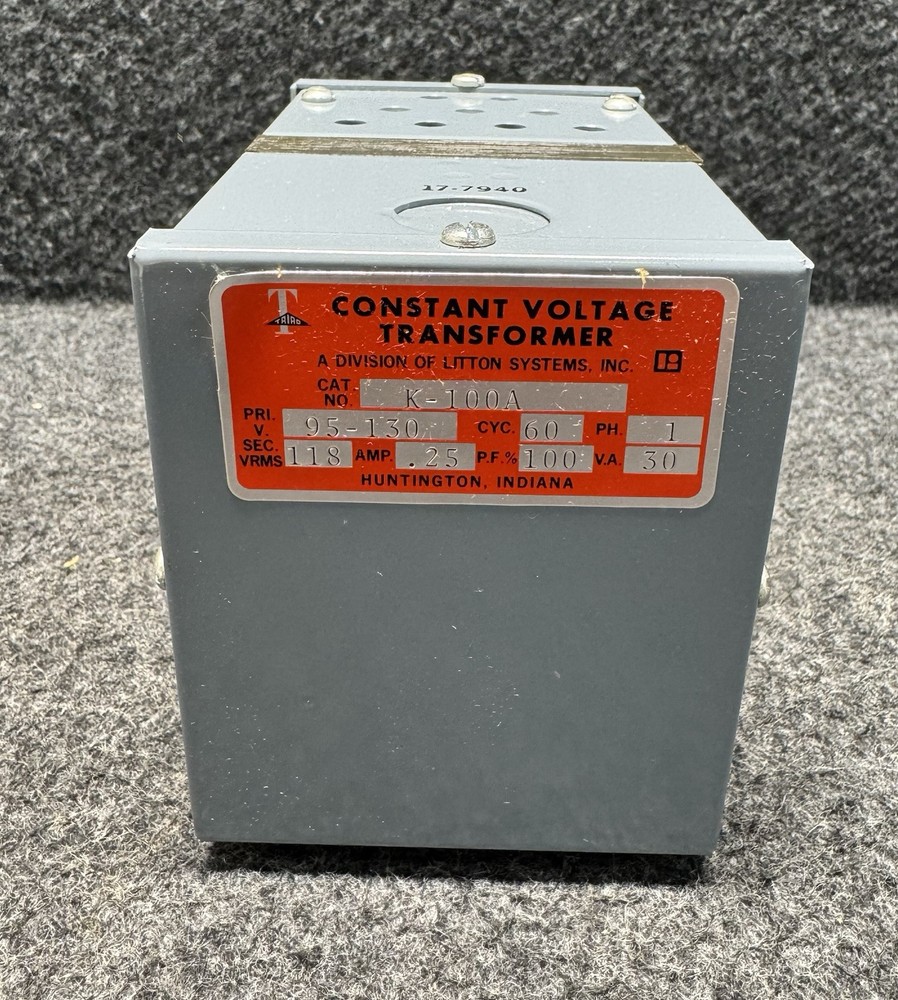 17-7940
T
TRIAD
CONSTANT VOLTAGE
TRANSFORMER
A DIVISION OF LITTON SYSTEMS, INC.
CAT. NO. K-100A
PRI. V. 95-130 CYC. 60 PH. 1
SEC. VRMS 118 AMP. .25 P.F.% 100 V.A. 30
HUNTINGTON, INDIANA